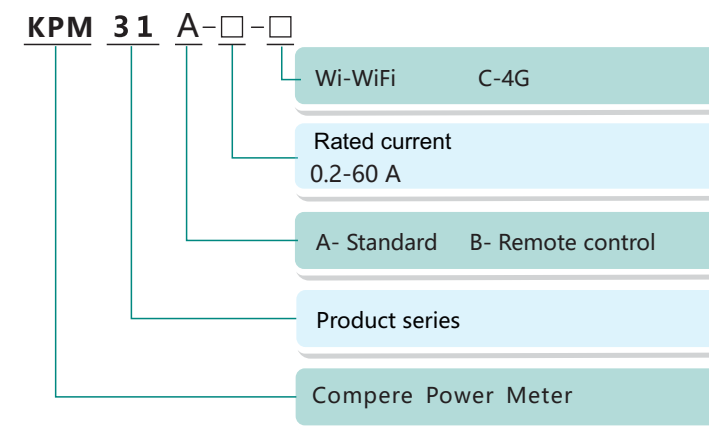 KPM 31 A-□-□
Wi-WiFi C-4G
Rated current
0.2-60 A
A- Standard B- Remote control
Product series
Compere Power Meter